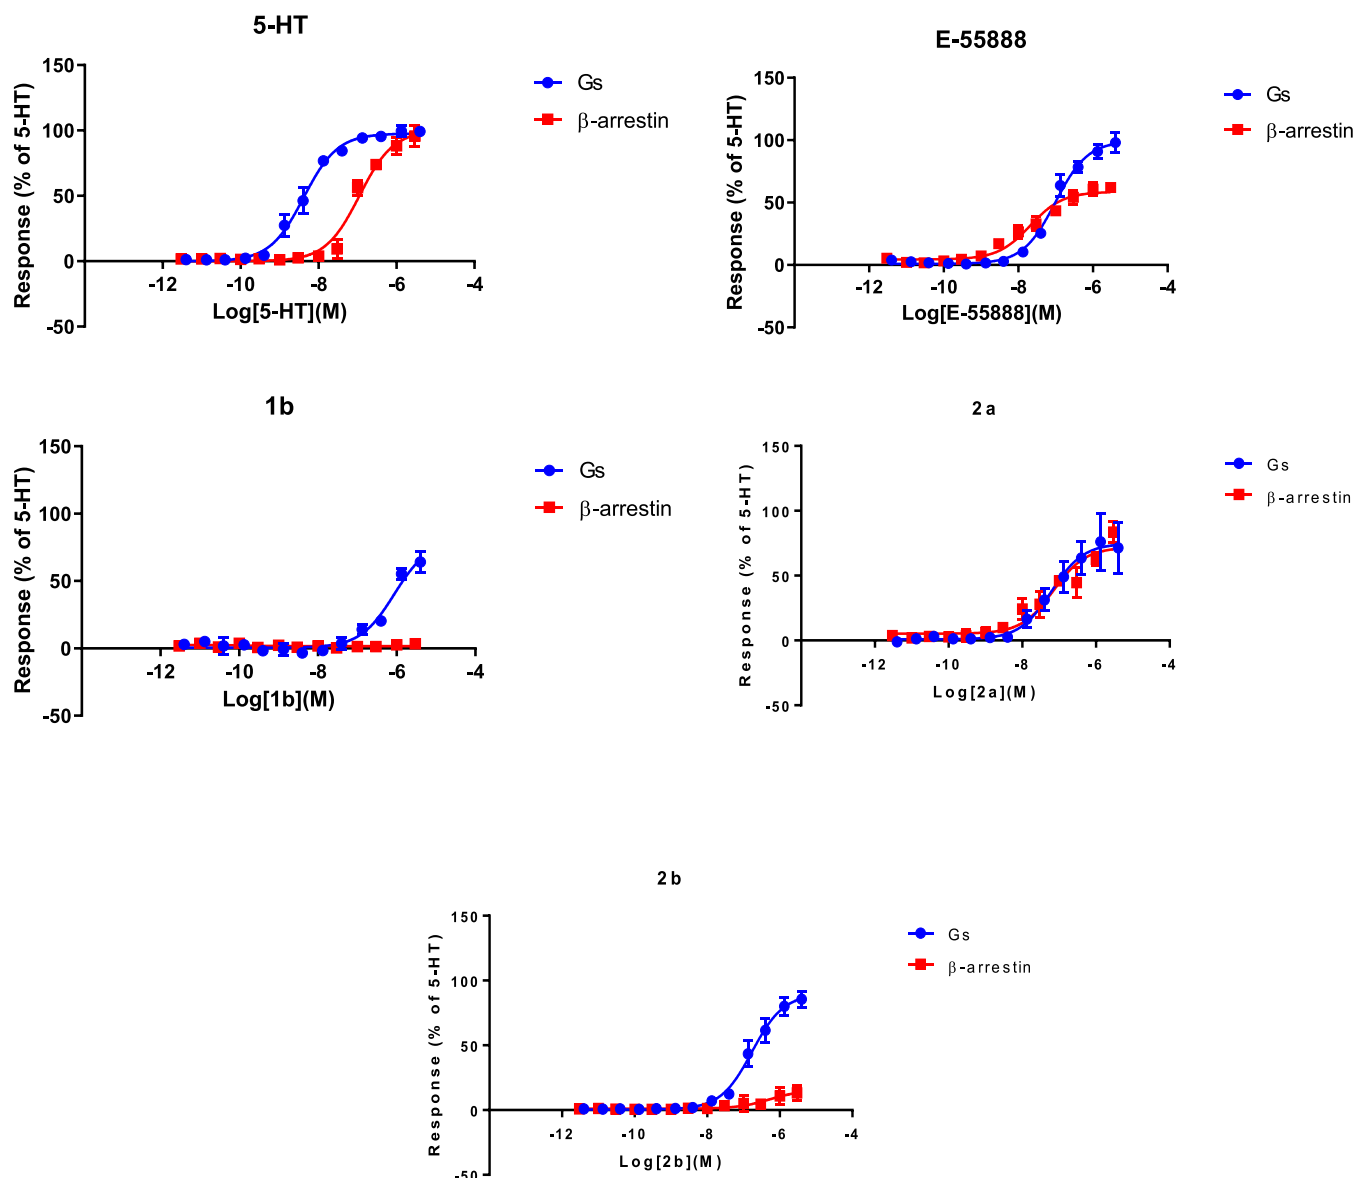 5-HT
150
100
50
0
-50
-12
-10
-8
-6
-4
Response (% of 5-HT)
Log[5-HT](M)
Gs
β-arrestin
E-55888
150
100
50
0
-50
-12
-10
-8
-6
-4
Response (% of 5-HT)
Log[E-55888](M)
Gs
β-arrestin
1b
150
100
50
0
-50
-12
-10
-8
-6
-4
Response (% of 5-HT)
Log[1b](M)
Gs
β-arrestin
2a
150
100
50
0
-50
-12
-10
-8
-6
-4
Response (% of 5-HT)
Log[2a](M)
Gs
β-arrestin
2b
150
100
50
0
-50
-12
-10
-8
-6
-4
Response (% of 5-HT)
Log[2b](M)
Gs
β-arrestin